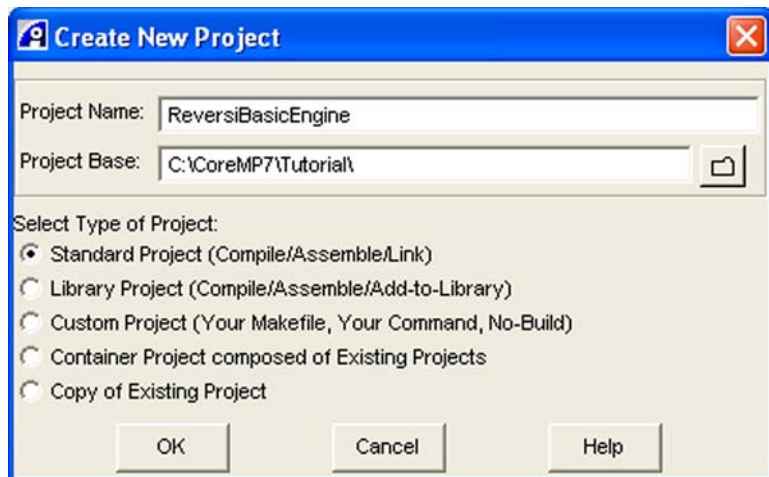 Create New Project
Project Name: ReversiBasicEngine
Project Base: C:\CoreMP7\Tutorial\
Select Type of Project:
Standard Project (Compile/Assemble/Link)
Library Project (Compile/Assemble/Add-to-Library)
Custom Project (Your Makefile, Your Command, No-Build)
Container Project composed of Existing Projects
Copy of Existing Project
OK Cancel Help